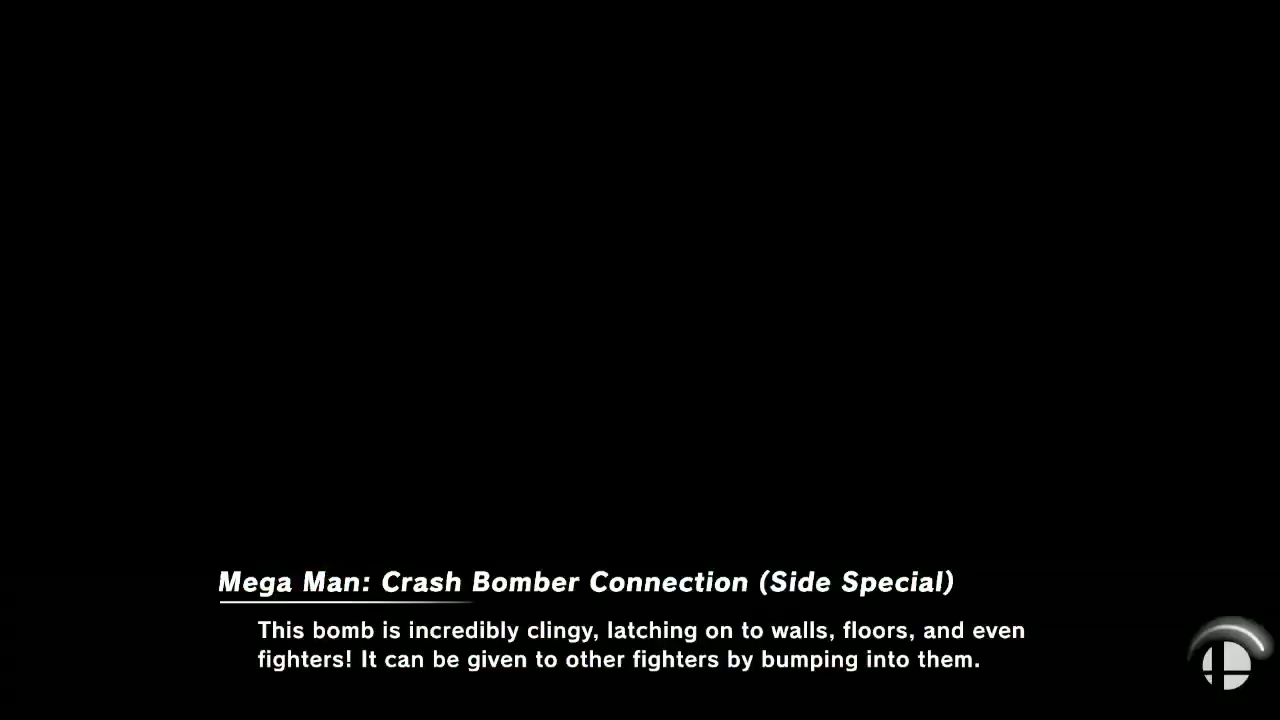 Mega Man: Crash Bomber Connection (Side Special)
This bomb is incredibly clingy, latching on to walls, floors, and even
fighters! It can be given to other fighters by bumping into them.